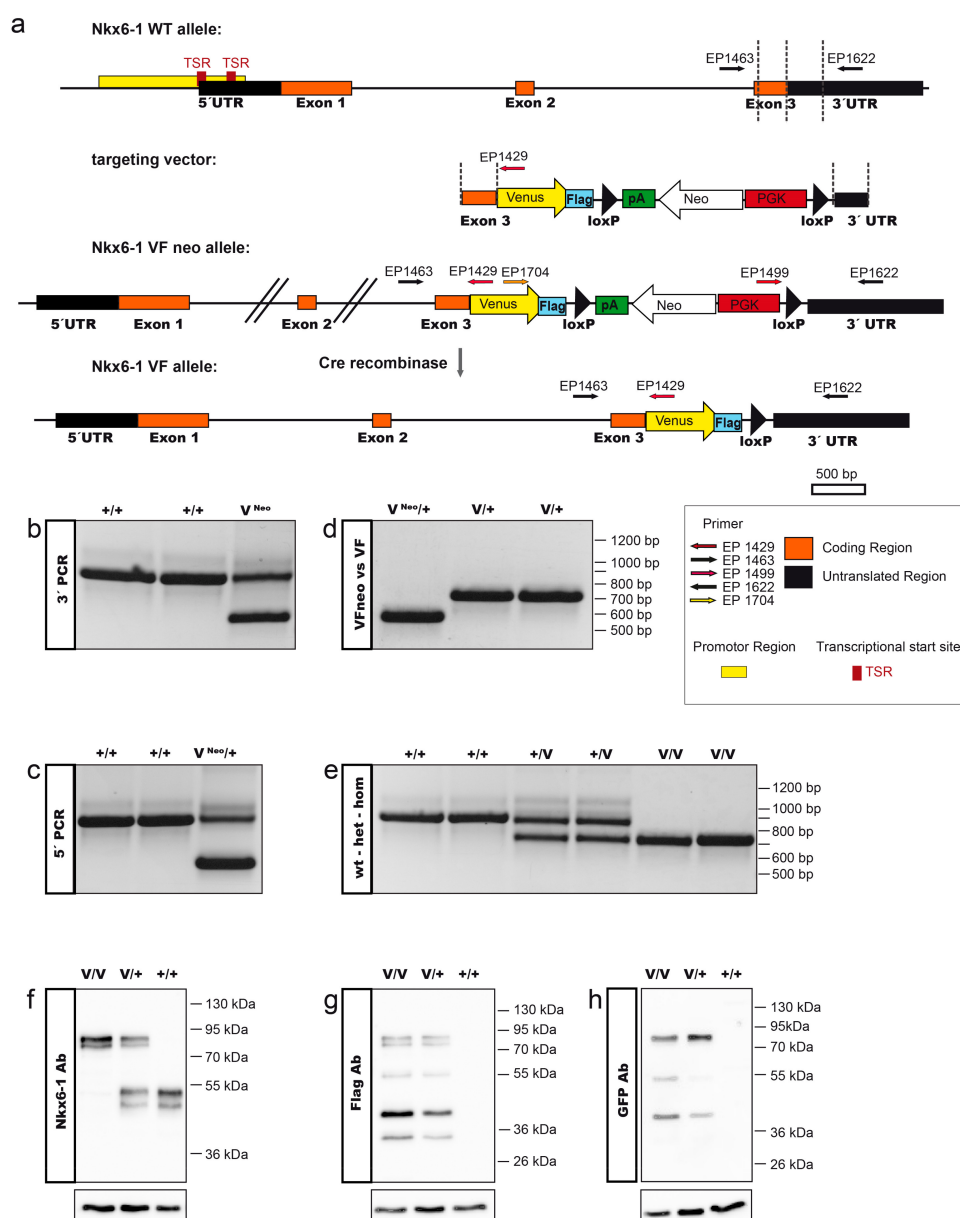 a
Nkx6-1 WT allele:
TSR
TSR
EP1463
EP1622
5´UTR
Exon 1
Exon 2
Exon 3
3´UTR
targeting vector:
EP1429
Venus
Flag
pA
Neo
PGK
Exon 3
loxP
loxP
3´ UTR
Nkx6-1 VF neo allele:
EP1463
EP1429
EP1704
EP1499
EP1622
Venus
Flag
pA
Neo
PGK
5´UTR
Exon 1
Exon 2
Exon 3
loxP
loxP
3´ UTR
Cre recombinase
Nkx6-1 VF allele:
EP1463
EP1429
EP1622
Venus
Flag
5´UTR
Exon 1
Exon 2
Exon 3
loxP
3´ UTR
500 bp
b
3´ PCR
+/+
+/+
V Neo
d
VFneo vs VF
V Neo/+
V/+
V/+
1200 bp
1000 bp
800 bp
700 bp
600 bp
500 bp
Primer
EP 1429
EP 1463
EP 1499
EP 1622
EP 1704
Coding Region
Untranslated Region
Promotor Region
Transcriptional start site
TSR
c
5´ PCR
+/+
+/+
V Neo/+
e
wt - het - hom
+/+
+/+
+/V
+/V
V/V
V/V
1200 bp
1000 bp
800 bp
600 bp
500 bp
f
Nkx6-1 Ab
V/V
V/+
+/+
130 kDa
95 kDa
70 kDa
55 kDa
36 kDa
g
Flag Ab
V/V
V/+
+/+
130 kDa
95 kDa
70 kDa
55 kDa
36 kDa
26 kDa
h
GFP Ab
V/V
V/+
+/+
130 kDa
95kDa
70 kDa
55 kDa
36 kDa
26 kDa